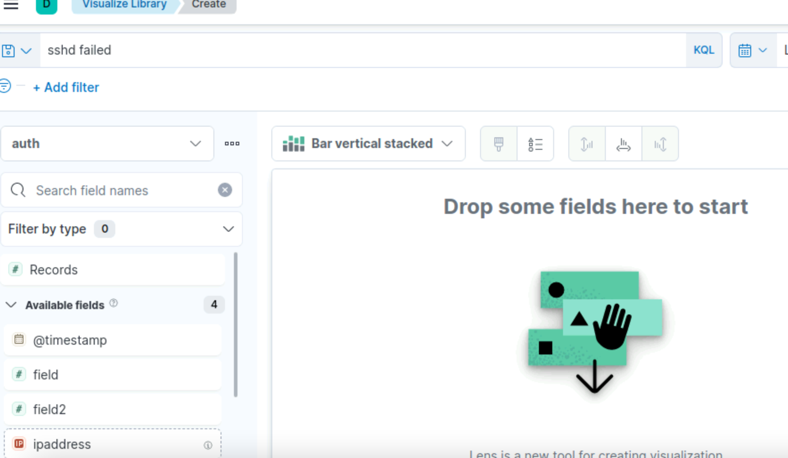 D Visualize Library Create
sshd failed KQL L
+ Add filter
auth
Bar vertical stacked
Search field names
Filter by type 0
Drop some fields here to start
# Records
Available fields 4
@timestamp
# field
# field2
IP ipaddress
Lens is a new tool for creating visualization